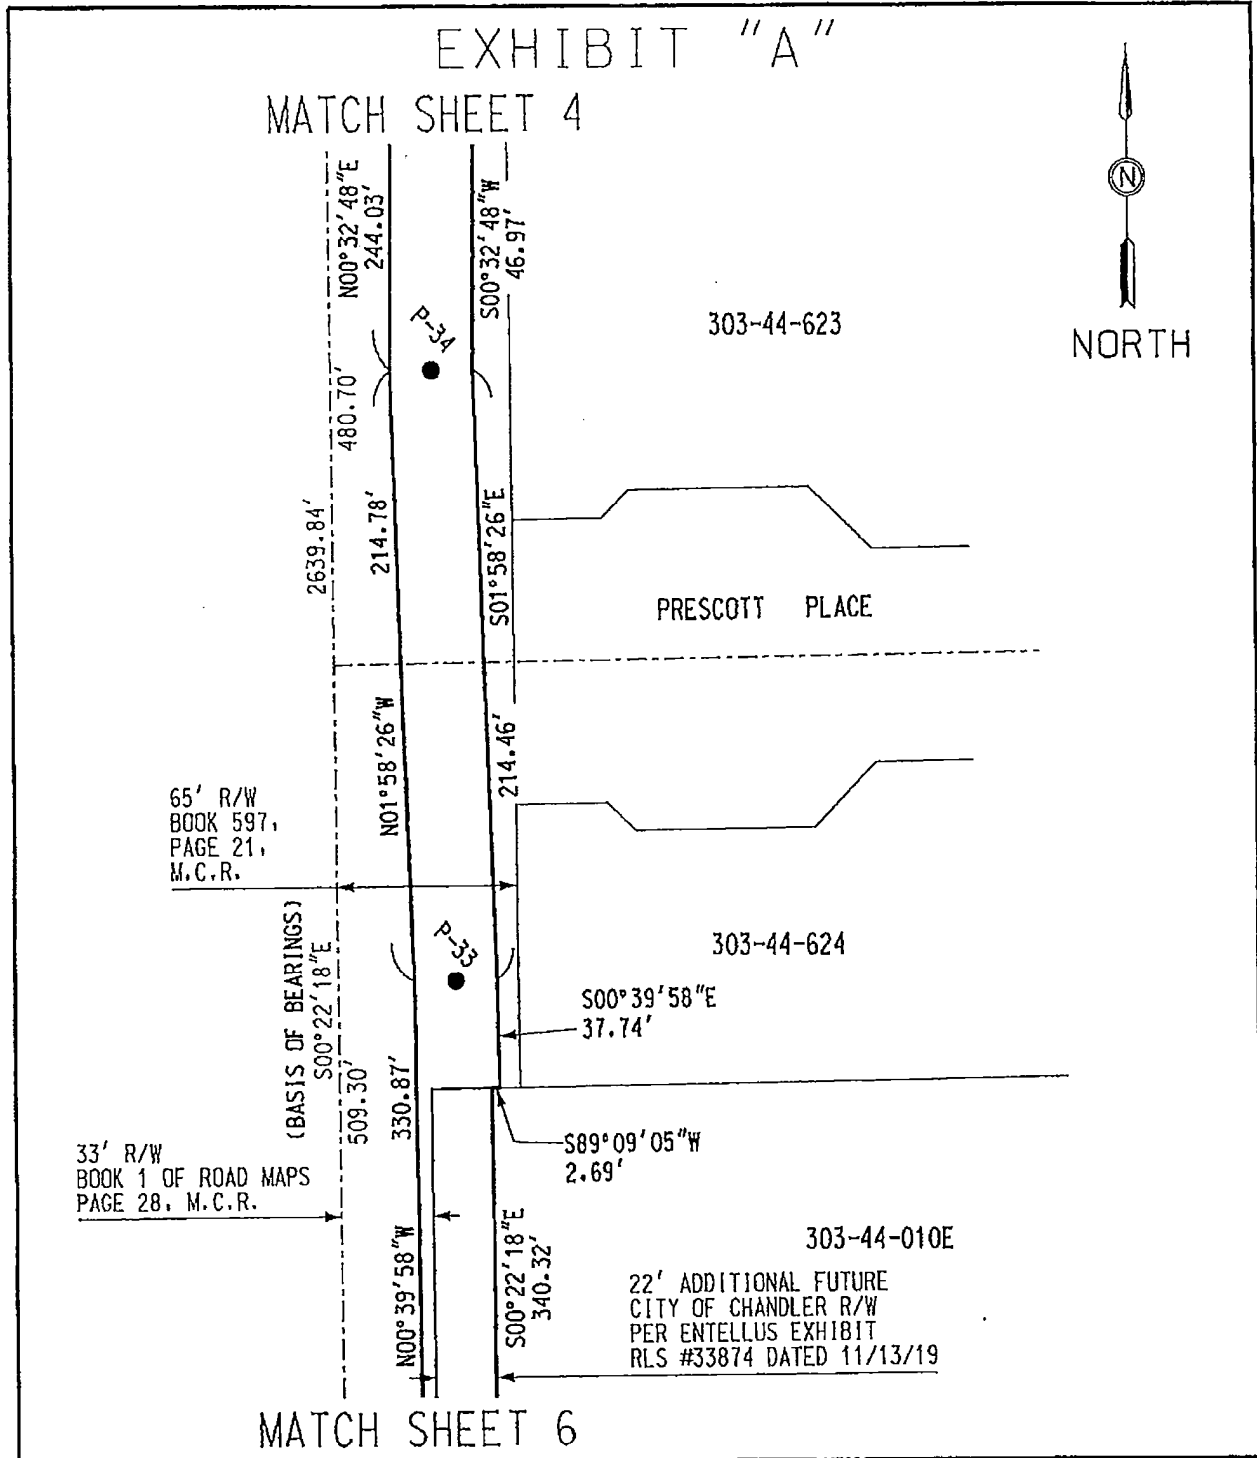 EXHIBIT "A"
MATCH SHEET 4
N00°32'48"E
244.03'
S00°32'48"W
46.97'
N
NORTH
303-44-623
P-34
480.70'
2639.84'
214.78'
S01°58'26"E
PRESCOTT PLACE
N01°58'26"W
214.46'
65' R/W
BOOK 597,
PAGE 21,
M.C.R.
P-33
303-44-624
(BASIS OF BEARINGS)
S00°22'18"E
509.30'
330.87'
S00°39'58"E
37.74'
S89°09'05"W
2.69'
33' R/W
BOOK 1 OF ROAD MAPS
PAGE 28, M.C.R.
N00°39'58"W
S00°22'18"E
340.32'
303-44-010E
22' ADDITIONAL FUTURE
CITY OF CHANDLER R/W
PER ENTELLUS EXHIBIT
RLS #33874 DATED 11/13/19
MATCH SHEET 6